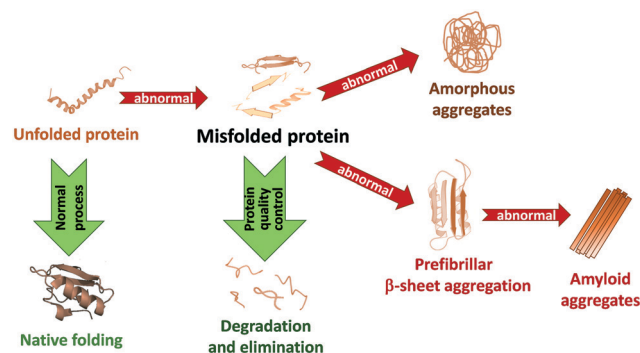 abnormal
abnormal
Amorphous
aggregates
Unfolded protein
Misfolded protein
abnormal
Normal
process
Protein
quality
control
abnormal
Prefibrillar
β-sheet aggregation
Amyloid
aggregates
Native folding
Degradation
and elimination